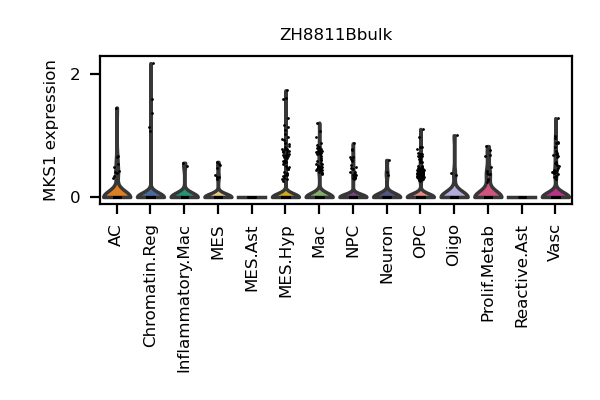 ZH8811Bbulk
MKS1 expression
2
0
AC
Chromatin.Reg
Inflammatory.Mac
MES
MES.Ast
MES.Hyp
Mac
NPC
Neuron
OPC
Oligo
Prolif.Metab
Reactive.Ast
Vasc